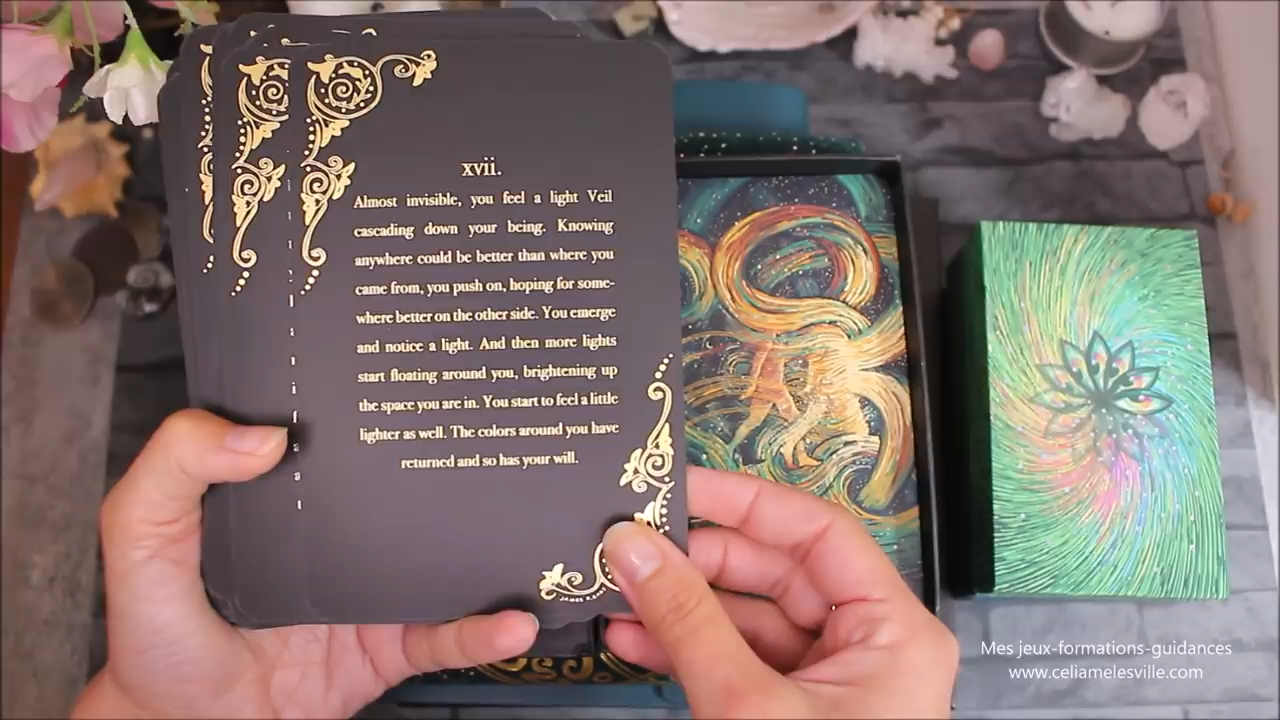 xvii.
Almost invisible, you feel a light Veil
cascading down your being. Knowing
anywhere could be better than where you
came from, you push on, hoping for some-
where better on the other side. You emerge
and notice a light. And then more lights
start floating around you, brightening up
the space you are in. You start to feel a little
lighter as well. The colors around you have
returned and so has your will.
Mes jeux-formations-guidances
www.celiamelesville.com